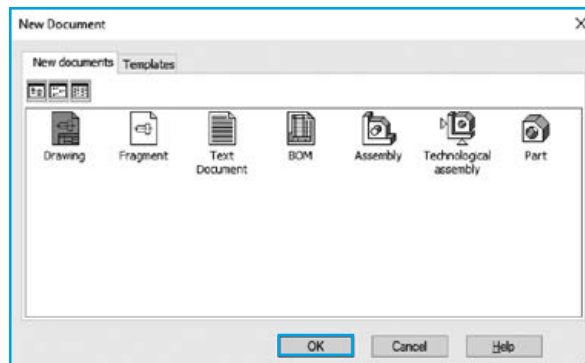 New Document
New documents Templates
Drawing Fragment Text Document BOM Assembly Technological assembly Part
OK Cancel Help